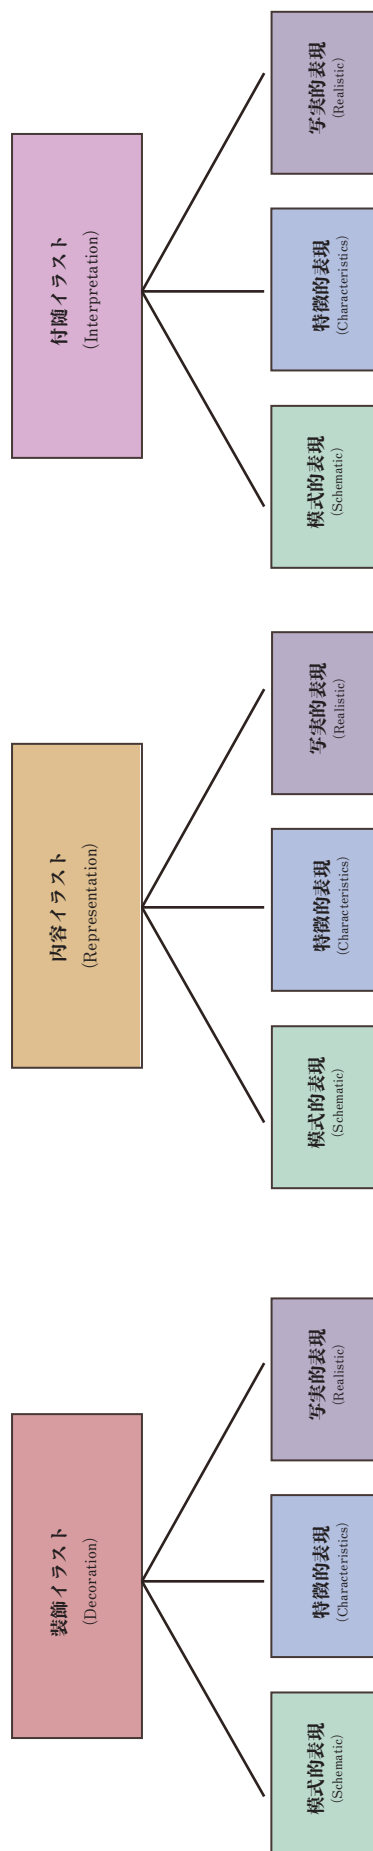 装飾イラスト
(Decoration)
模式的表現
(Schematic)
特徴的表現
(Characteristics)
写実的表現
(Realistic)
内容イラスト
(Representation)
模式的表現
(Schematic)
特徴的表現
(Characteristics)
写実的表現
(Realistic)
付随イラスト
(Interpretation)
模式的表現
(Schematic)
特徴的表現
(Characteristics)
写実的表現
(Realistic)